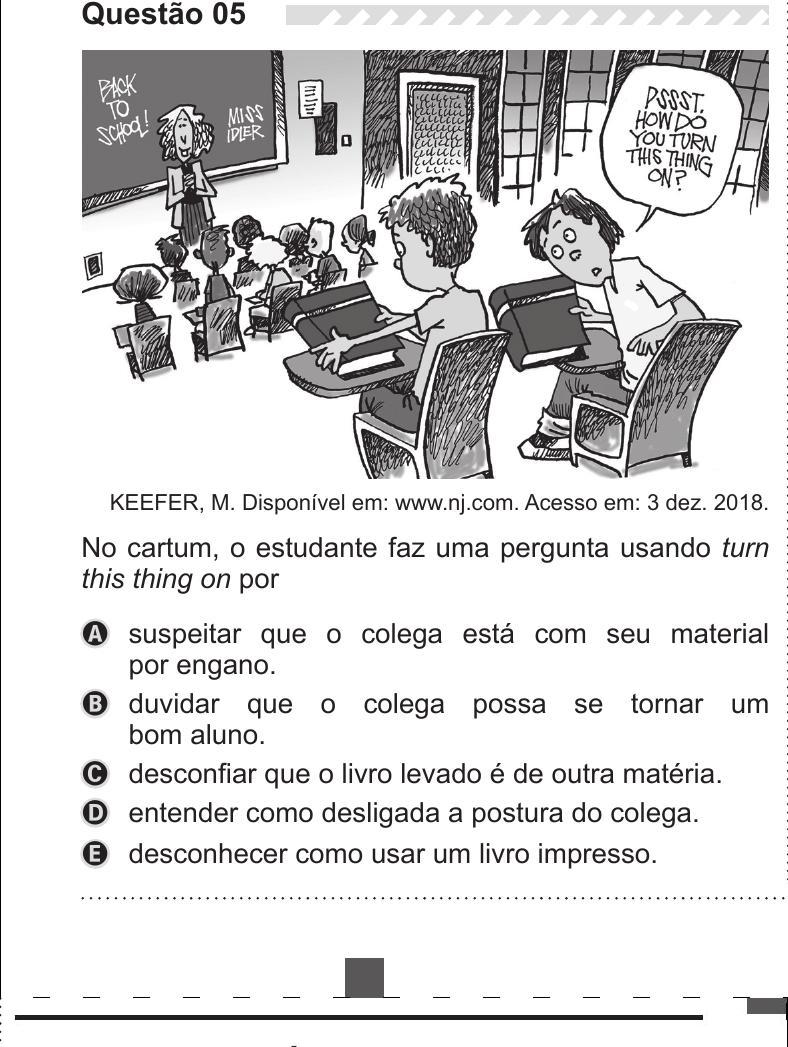 Questão 05
BACK
TO
SCHOOL!
MISS
IDLER
PSSST,
HOW DO
YOU TURN
THIS THING
ON?
KEEFER, M. Disponível em: www.nj.com. Acesso em: 3 dez. 2018.
No cartum, o estudante faz uma pergunta usando turn
this thing on por
A suspeitar que o colega está com seu material
por engano.
B duvidar que o colega possa se tornar um
bom aluno.
C desconfiar que o livro levado é de outra matéria.
D entender como desligada a postura do colega.
E desconhecer como usar um livro impresso.